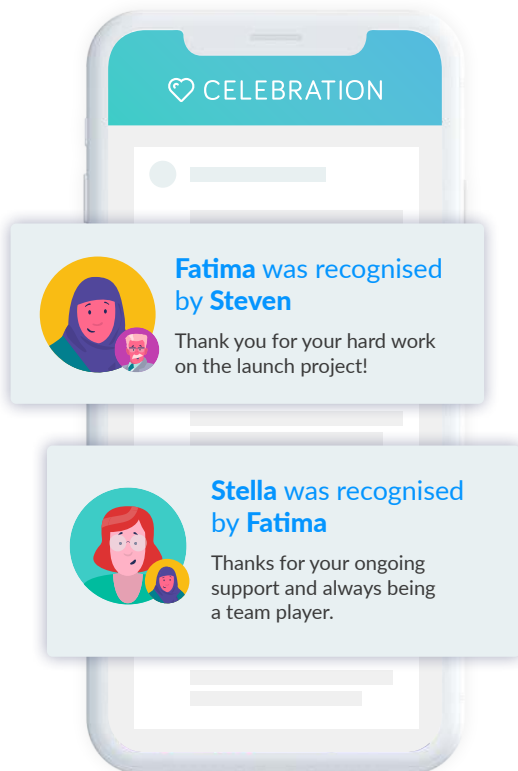 CELEBRATION
Fatima was recognised
by Steven
Thank you for your hard work
on the launch project!
Stella was recognised
by Fatima
Thanks for your ongoing
support and always being
a team player.